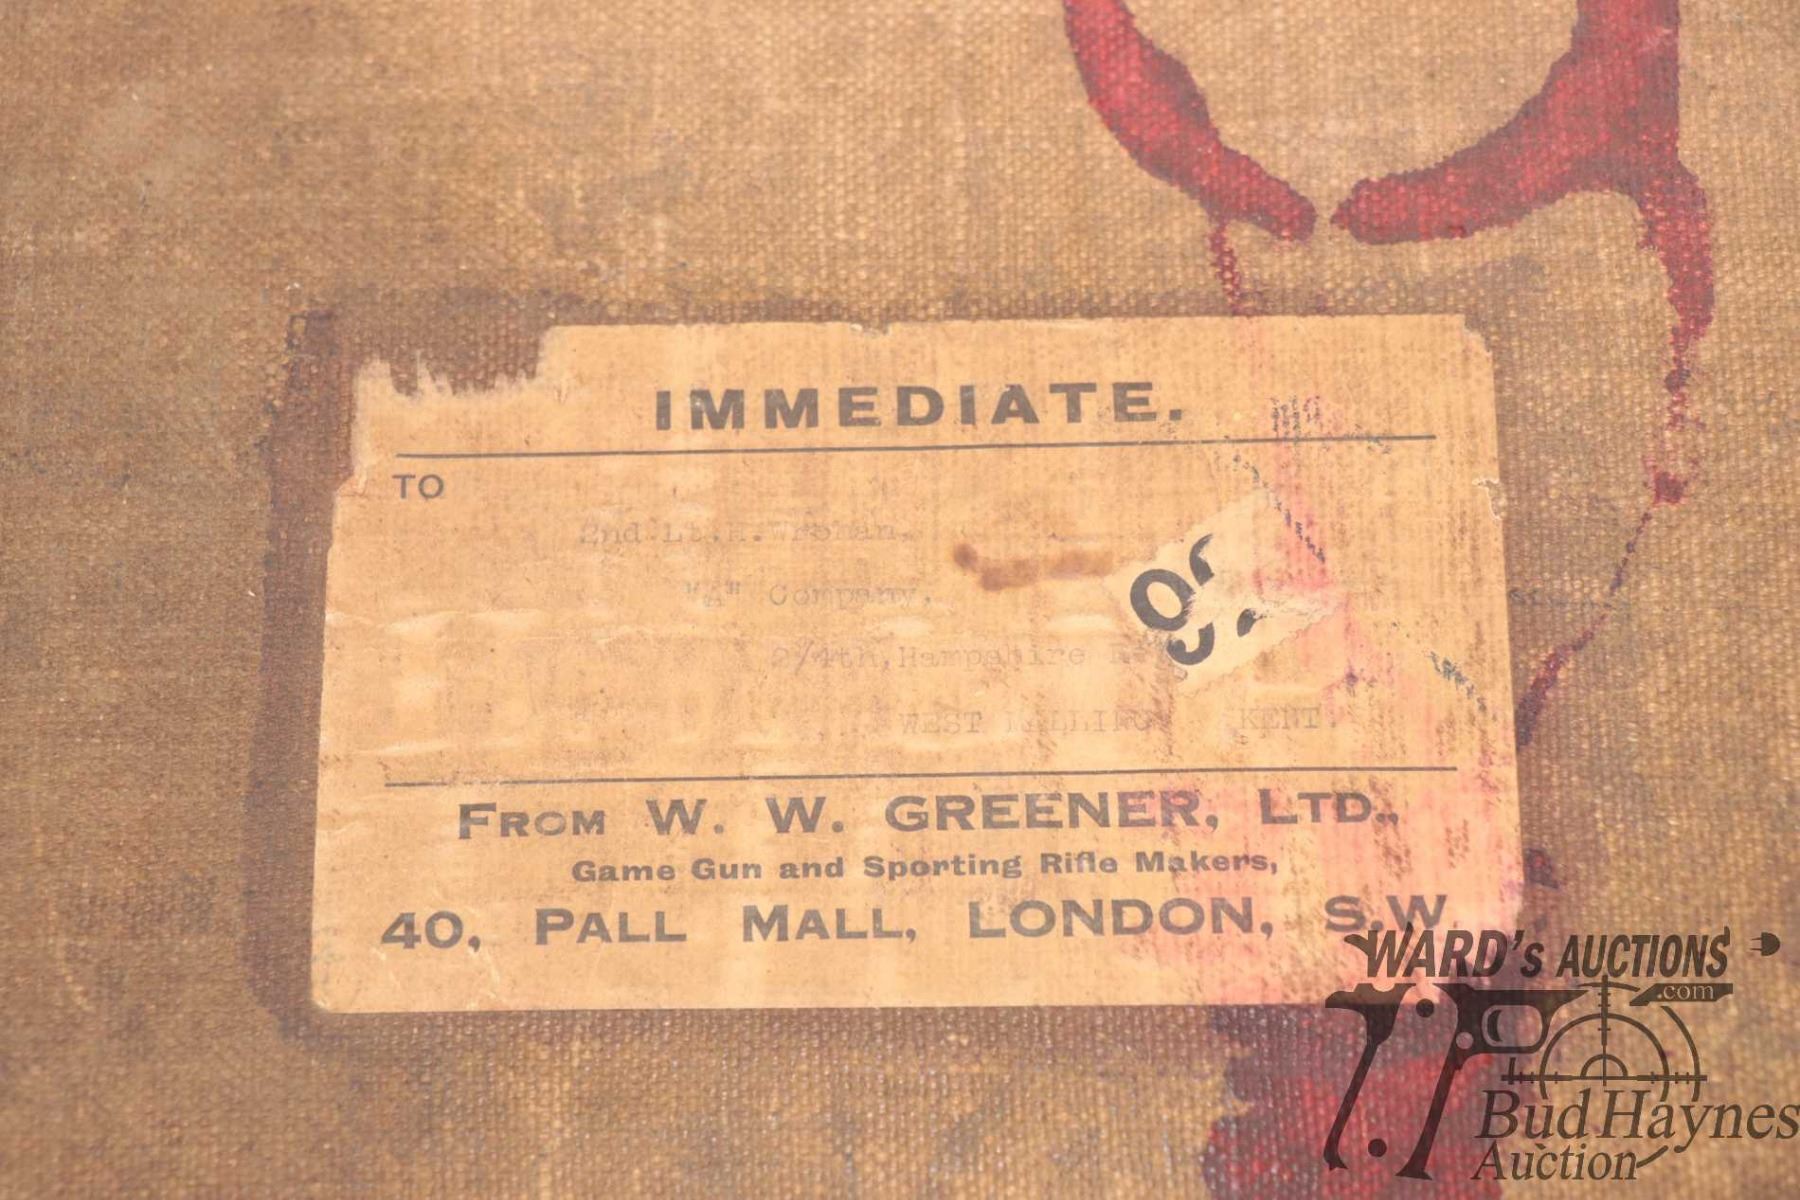 IMMEDIATE.
TO
2nd Lt.
"A" Company,
2/4th, Hampshire
WEST KENT.
FROM W. W. GREENER, LTD.,
Game Gun and Sporting Rifle Makers,
40, PALL MALL, LONDON, S.W.
WARD's AUCTIONS
.com
Bud Haynes
Auction